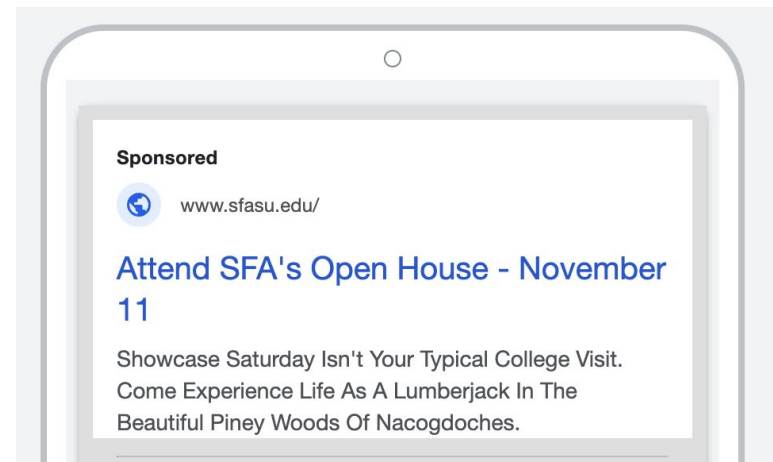 Sponsored
www.sfasu.edu/
Attend SFA's Open House - November
11
Showcase Saturday Isn't Your Typical College Visit.
Come Experience Life As A Lumberjack In The
Beautiful Piney Woods Of Nacogdoches.